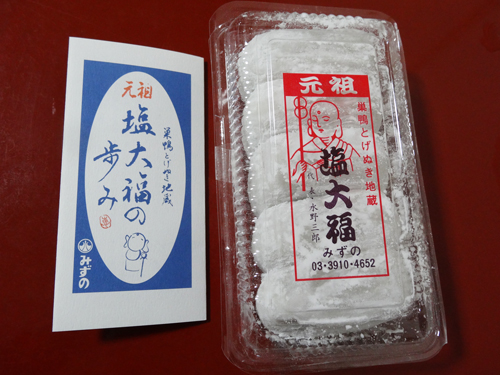 元祖
巣鴨とげぬき地蔵
塩大福の
歩み
みずの
元祖
巣鴨とげぬき地蔵
塩大福
代表・水野三郎
みずの
03・3910・4652